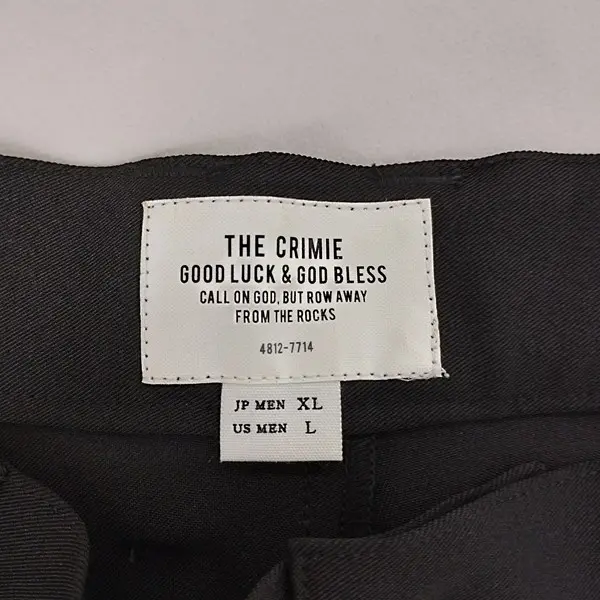 THE CRIMIE
GOOD LUCK & GOD BLESS
CALL ON GOD, BUT ROW AWAY
FROM THE ROCKS
4812-7714
JP MEN XL
US MEN L